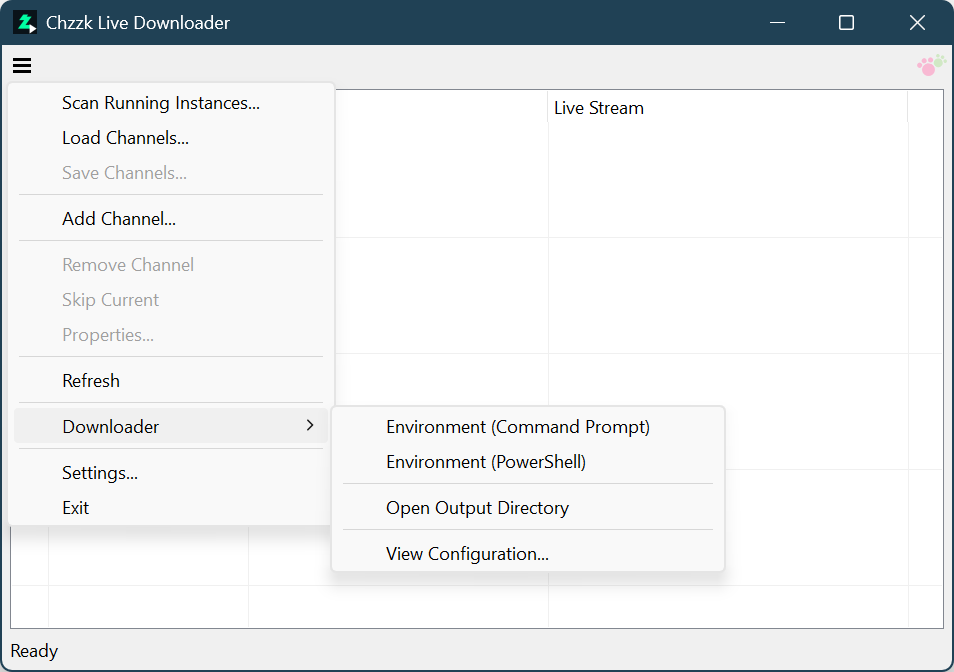 Chzzk Live Downloader
Live Stream
Scan Running Instances...
Load Channels...
Save Channels...
Add Channel...
Remove Channel
Skip Current
Properties...
Refresh
Downloader
Settings...
Exit
Environment (Command Prompt)
Environment (PowerShell)
Open Output Directory
View Configuration...
Ready